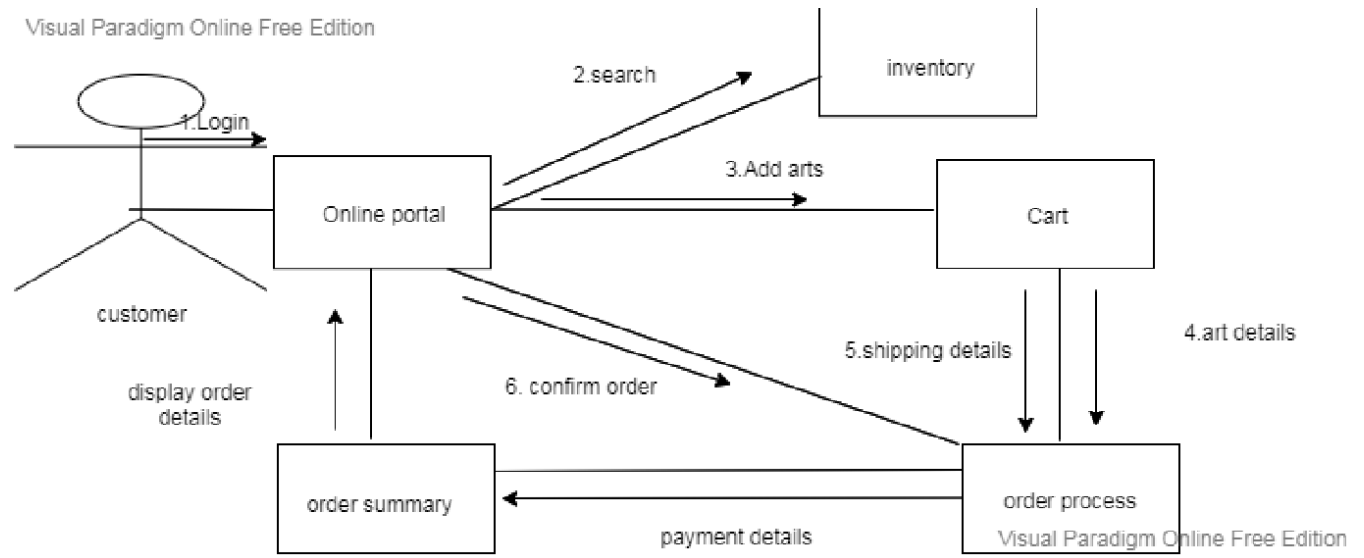 Visual Paradigm Online Free Edition
2.search
inventory
1.Login
3.Add arts
Online portal
Cart
customer
5.shipping details
4.art details
display order
details
6. confirm order
order summary
order process
payment details
Visual Paradigm Online Free Edition